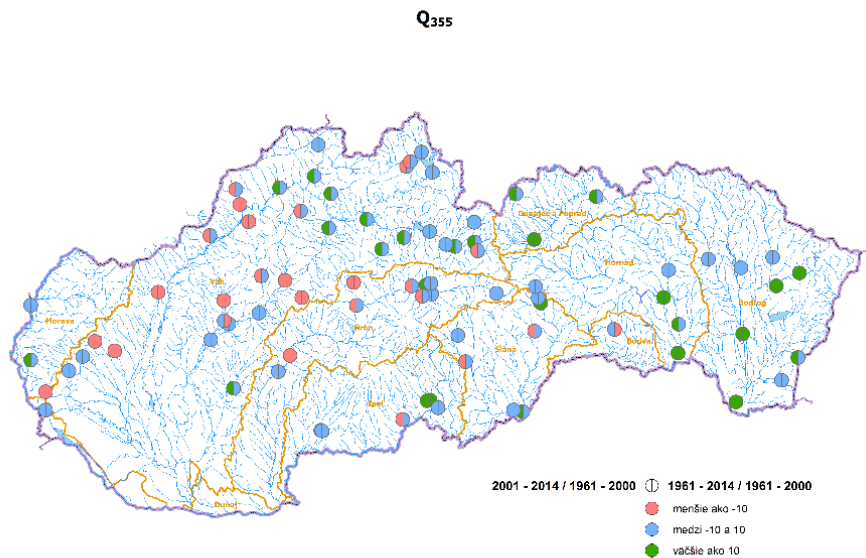 Q₃₅₅
Dunajec a Poprad
Hornád
Váh
Bodrog
Morava
Hron
Slaná
Bodva
Ipeľ
Dunaj
2001 - 2014 / 1961 - 2000 1961 - 2014 / 1961 - 2000
menšie ako -10
medzi -10 a 10
väčšie ako 10